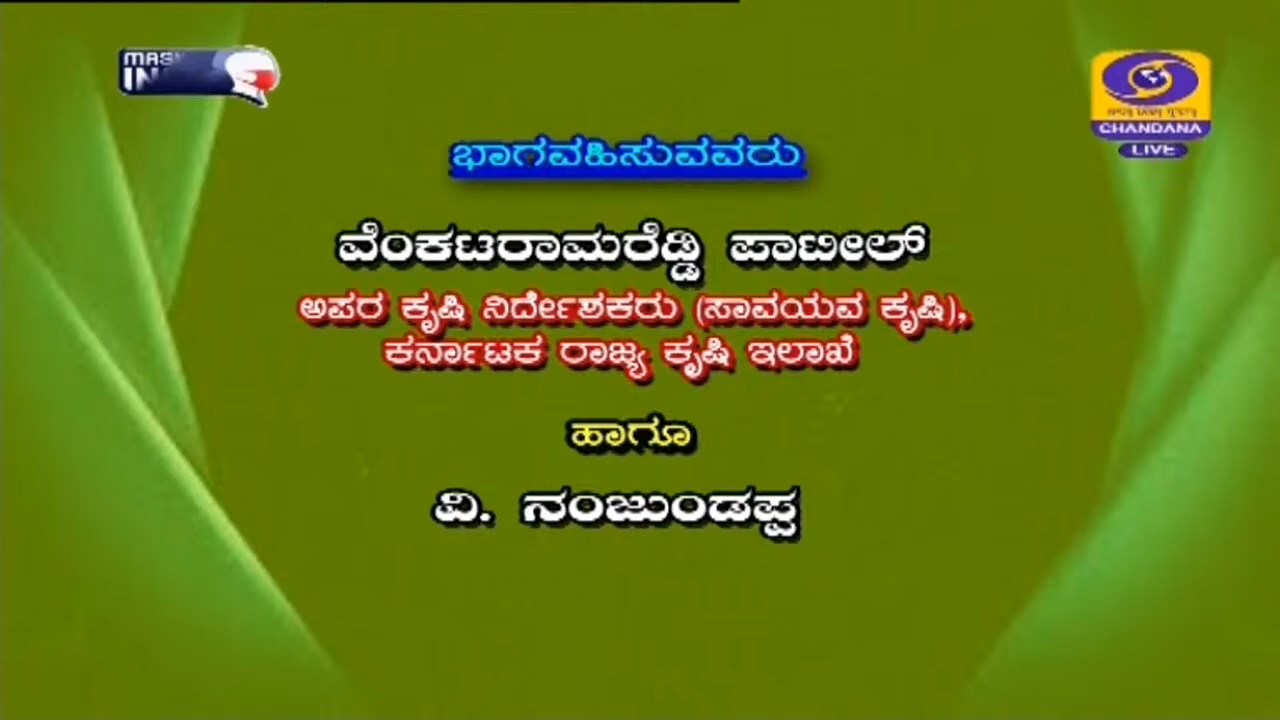 ಭಾಗವಹಿಸುವವರು
ವೆಂಕಟರಾಮರೆಡ್ಡಿ ಪಾಟೀಲ್
ಅಪರ ಕೃಷಿ ನಿರ್ದೇಶಕರು (ಸಾವಯವ ಕೃಷಿ),
ಕರ್ನಾಟಕ ರಾಜ್ಯ ಕೃಷಿ ಇಲಾಖೆ
ಹಾಗೂ
ವಿ. ನಂಜುಂಡಪ್ಪ
CHANDANA
LIVE